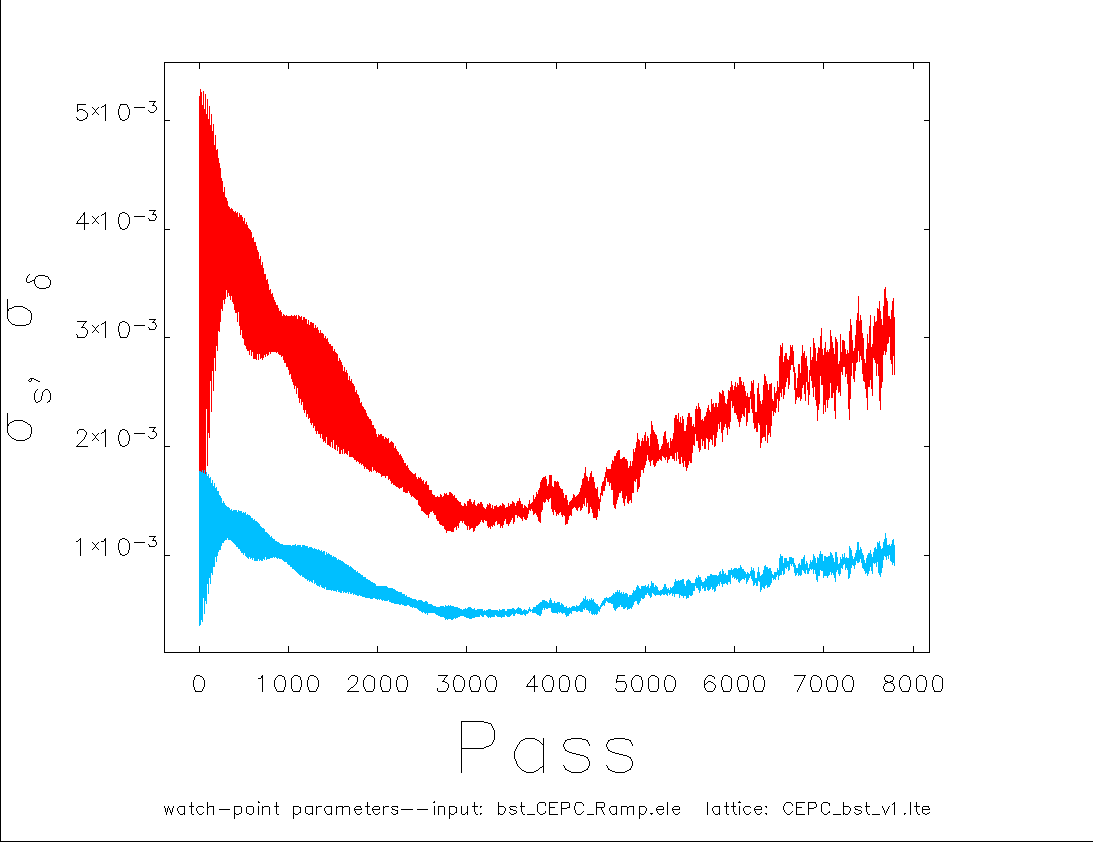 5×10−3
4×10−3
3×10−3
2×10−3
1×10−3
σs, σδ
0 1000 2000 3000 4000 5000 6000 7000 8000
Pass
watch−point parameters−−input: bst_CEPC_Ramp.ele lattice: CEPC_bst_v1.lte